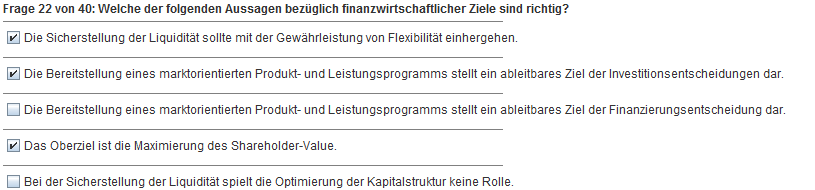 Frage 22 von 40: Welche der folgenden Aussagen bezüglich finanzwirtschaftlicher Ziele sind richtig?
Die Sicherstellung der Liquidität sollte mit der Gewährleistung von Flexibilität einhergehen.
Die Bereitstellung eines marktorientierten Produkt- und Leistungsprogramms stellt ein ableitbares Ziel der Investitionsentscheidungen dar.
Die Bereitstellung eines marktorientierten Produkt- und Leistungsprogramms stellt ein ableitbares Ziel der Finanzierungsentscheidung dar.
Das Oberziel ist die Maximierung des Shareholder-Value.
Bei der Sicherstellung der Liquidität spielt die Optimierung der Kapitalstruktur keine Rolle.